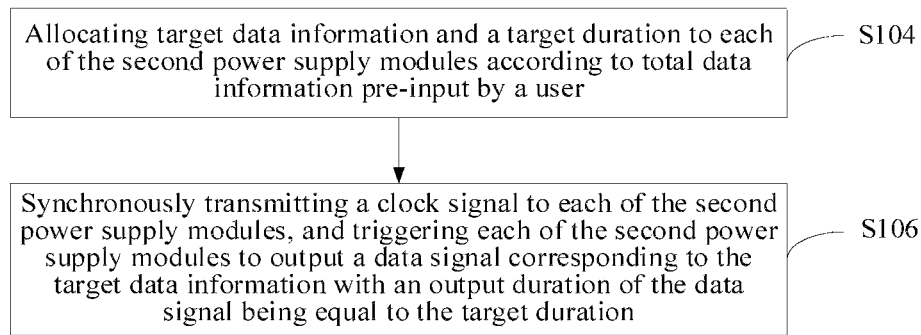 Allocating target data information and a target duration to each
of the second power supply modules according to total data
information pre-input by a user
S104
Synchronously transmitting a clock signal to each of the second
power supply modules, and triggering each of the second power
supply modules to output a data signal corresponding to the
target data information with an output duration of the data
signal being equal to the target duration
S106